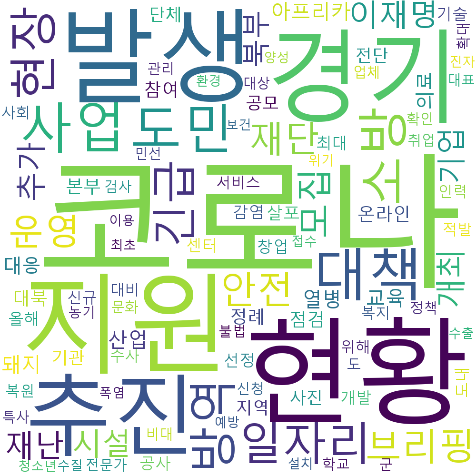 단체 아프리카 이재명 기술
현장 발생 북부 전단 확대
관리 양성 업체 전자
환경 대상 경기 의료 대표
사회 참여 공모
사업 도민 재단 방 확인
보건 최대 취업
추가 민선 위기 기업
본부 검사 긴급 서비스 모집 소 인력
운영 코로나 온라인 적발
이용 감염 살포
최초 센터 창업 접수 개최
대응 지원 안전 대책
대북 신규 대비 열병 교육 정책
올해 농기 문화 정례 점검 복지 수출
돼지 기관 수사 산업 불법 현황 위해 내내
복원 추진 방역 선정 사진 도 개발
특사 폭염 지역 신청 일자리 브리핑
재난 시설 예방
비대
청소년 수질 전문가 공사 설치 학교 군